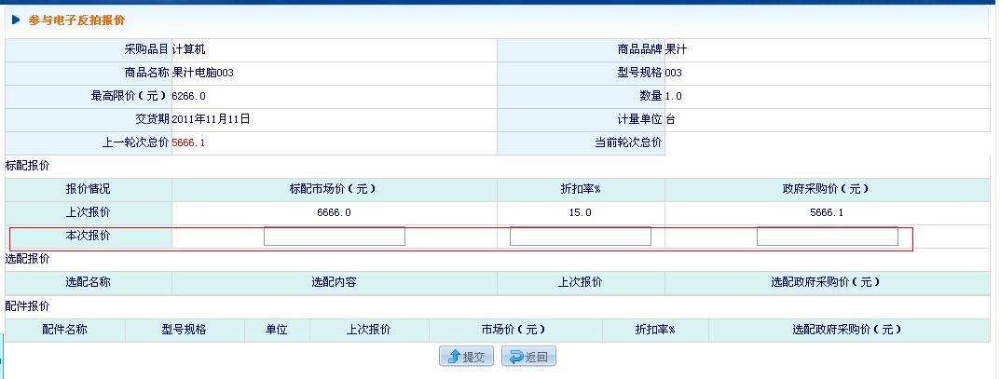 参与电子反拍报价
采购品目 计算机 商品品牌 果汁
商品名称 果汁电脑003 型号规格 003
最高限价(元) 6266.0 数量 1.0
交货期 2011年11月11日 计量单位 台
上一轮次总价 5666.1 当前轮次总价
标配报价
报价情况 标配市场价(元) 折扣率% 政府采购价(元)
上次报价 6666.0 15.0 5666.1
本次报价
选配报价
选配名称 选配内容 上次报价 选配政府采购价(元)
配件报价
配件名称 型号规格 单位 上次报价 市场价(元) 折扣率% 选配政府采购价(元)
提交 返回